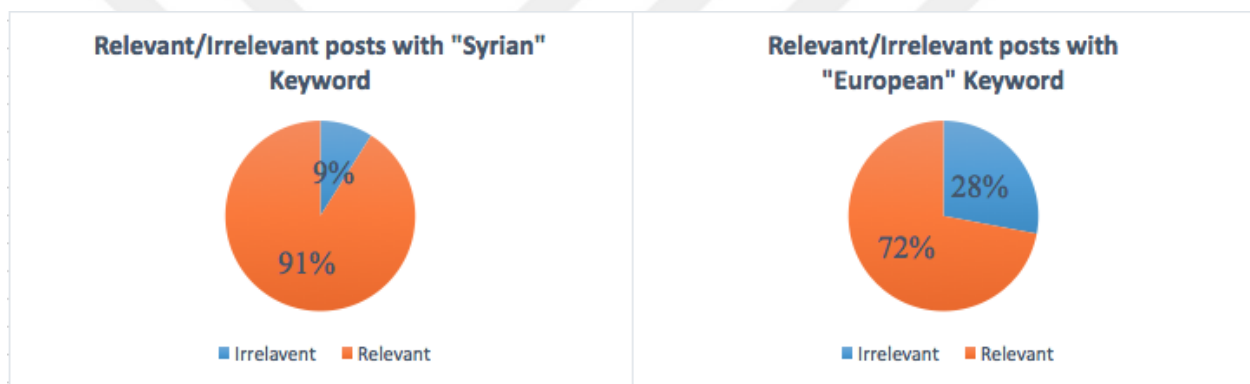 Relevant/Irrelevant posts with "Syrian"
Keyword
9%
91%
Irrelavent Relevant
Relevant/Irrelevant posts with
"European" Keyword
28%
72%
Irrelevant Relevant